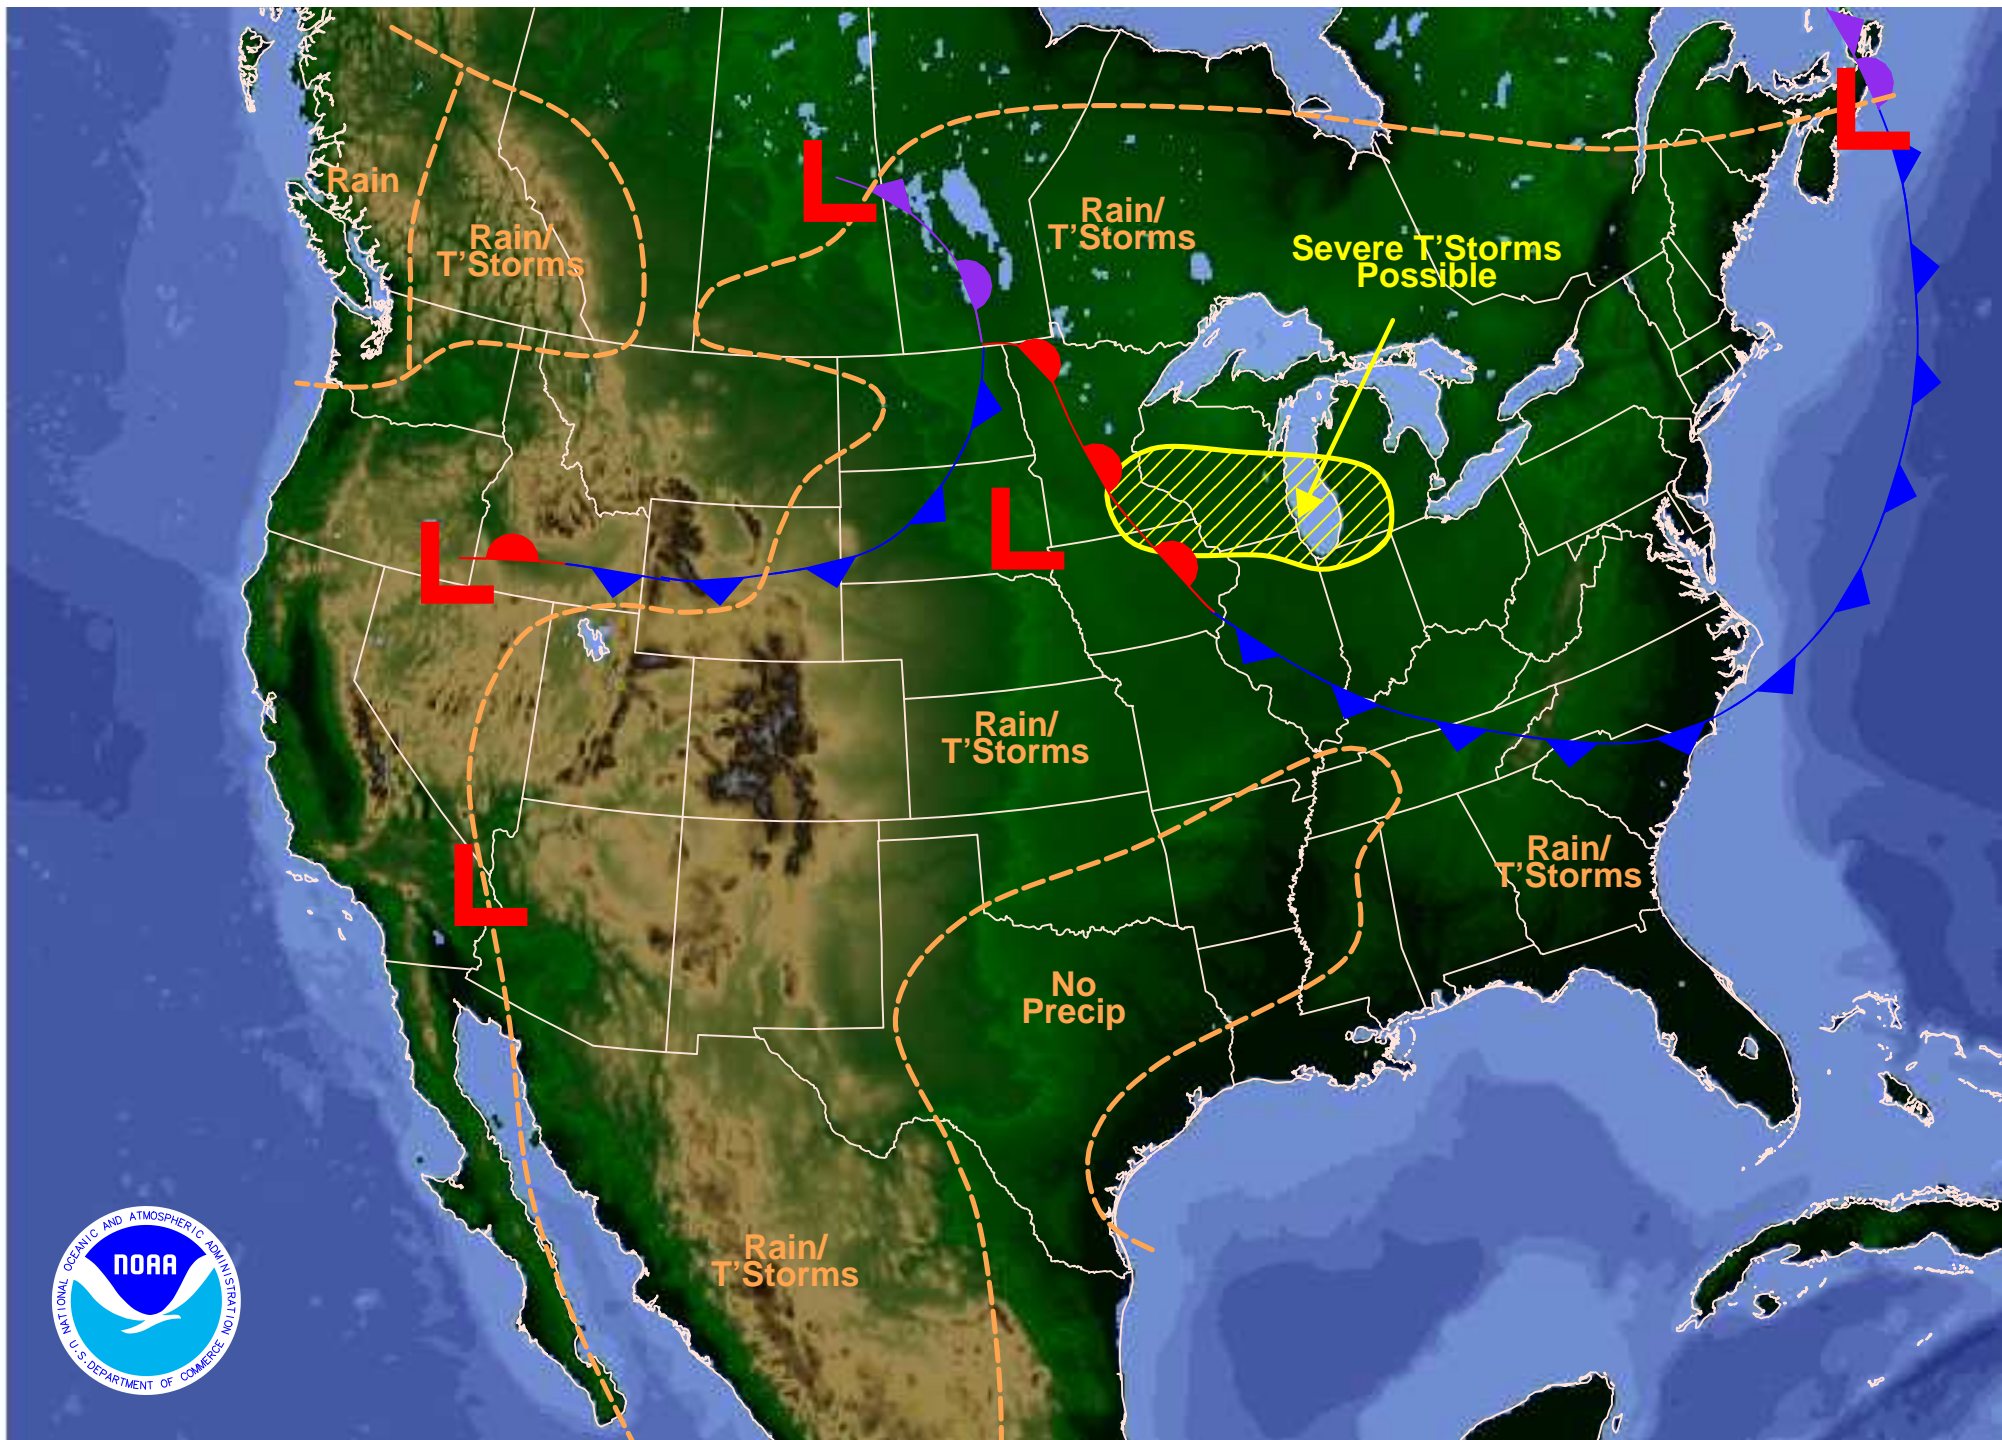 Rain
Rain/
T'Storms
Rain/
T'Storms
Severe T'Storms
Possible
L
L
L
L
L
Rain/
T'Storms
Rain/
T'Storms
No
Precip
Rain/
T'Storms
NATIONAL OCEANIC AND ATMOSPHERIC ADMINISTRATION
NOAA
U.S. DEPARTMENT OF COMMERCE